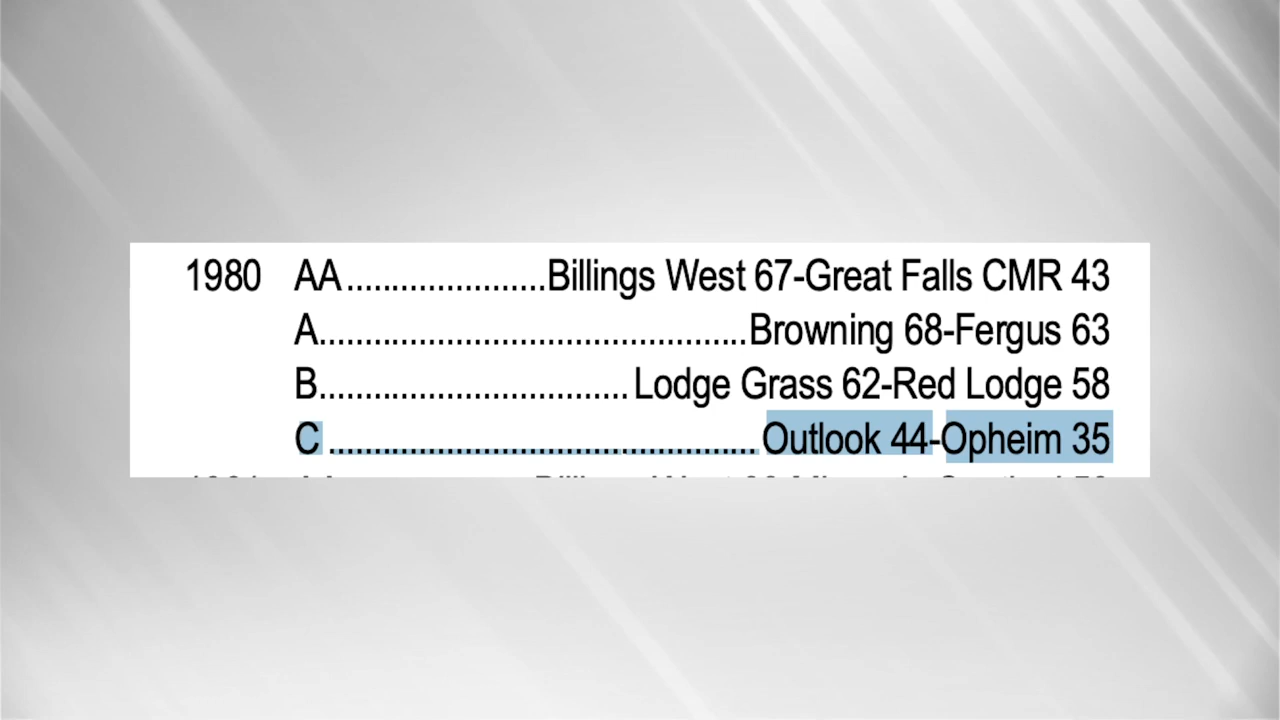 1980 AA......................Billings West 67-Great Falls CMR 43
A...............................................Browning 68-Fergus 63
B.................................. Lodge Grass 62-Red Lodge 58
C ............................................... Outlook 44-Opheim 35